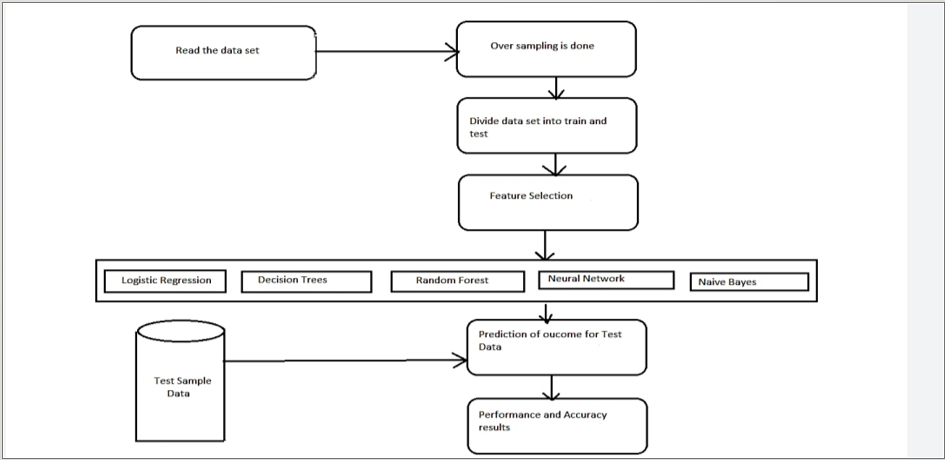 Read the data set
Over sampling is done
Divide data set into train and
test
Feature Selection
Logistic Regression
Decision Trees
Random Forest
Neural Network
Naive Bayes
Test Sample
Data
Prediction of oucome for Test
Data
Performance and Accuracy
results